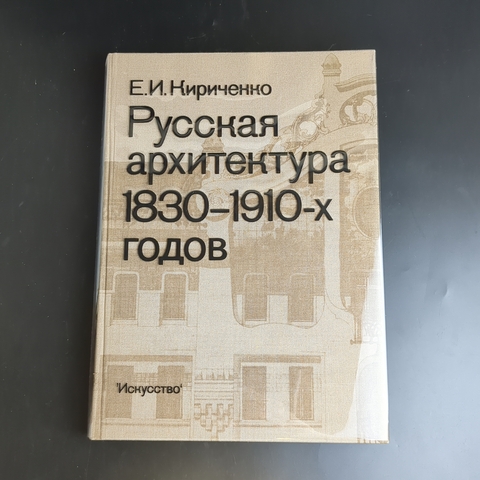 Е.И.Кириченко
Русская
архитектура
1830–1910-х
годов
"Искусство"